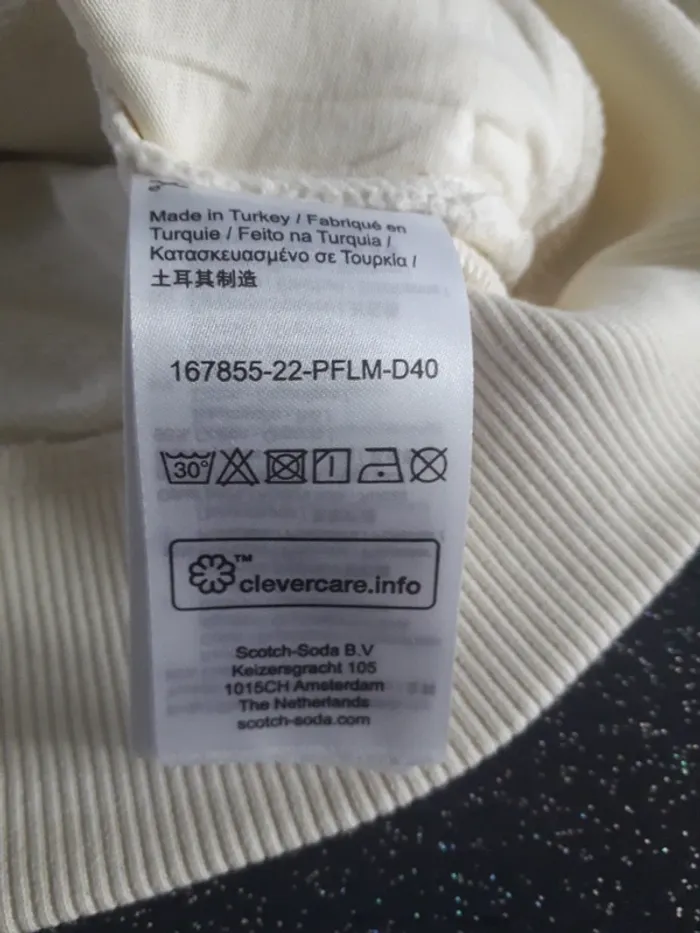 Made in Turkey / Fabriqué en
Turquie / Feito na Turquia /
Κατασκευασμένο σε Τουρκία /
土耳其制造
167855-22-PFLM-D40
30°
™
clevercare.info
Scotch-Soda B.V
Keizersgracht 105
1015CH Amsterdam
The Netherlands
scotch-soda.com